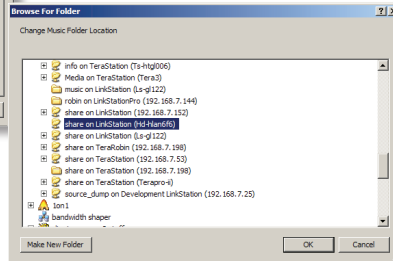 Browse For Folder
Change Music Folder Location
info on TeraStation (Ts-htgl006)
Media on TeraStation (Tera3)
music on LinkStation (Ls-gl122)
robin on LinkStationPro (192.168.7.144)
share on LinkStation (192.168.7.152)
share on LinkStation (Hd-hlan6f6)
share on LinkStation (Ls-gl122)
share on TeraRobin (192.168.7.198)
share on TeraStation (192.168.7.53)
share on TeraStation (192.168.7.198)
share on TeraStation (Terapro-ii)
source_dump on Development LinkStation (192.168.7.25)
1on1
bandwidth shaper
Make New Folder
OK
Cancel